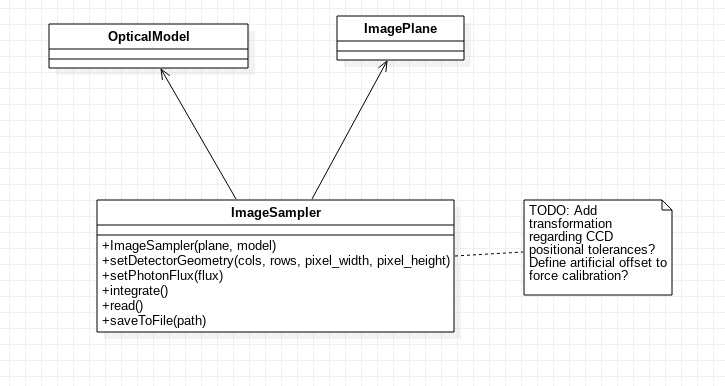 OpticalModel
ImagePlane
ImageSampler
+ImageSampler(plane, model)
+setDetectorGeometry(cols, rows, pixel_width, pixel_height)
+setPhotonFlux(flux)
+integrate()
+read()
+saveToFile(path)
TODO: Add
transformation
regarding CCD
positional tolerances?
Define artificial offset to
force calibration?